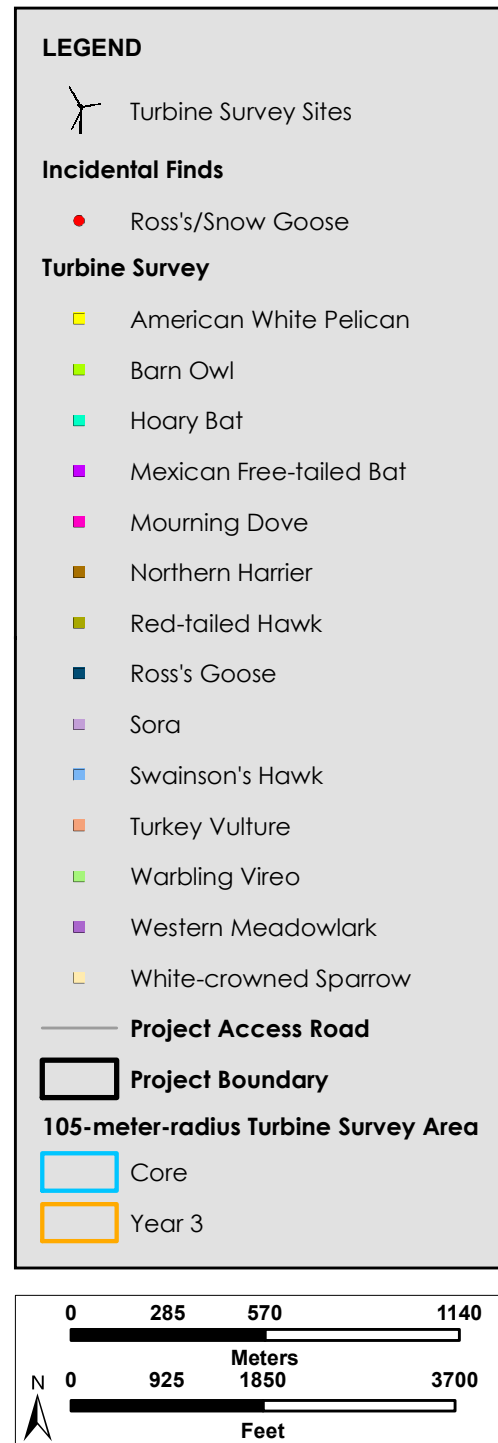 LEGEND
Turbine Survey Sites
Incidental Finds
Ross's/Snow Goose
Turbine Survey
American White Pelican
Barn Owl
Hoary Bat
Mexican Free-tailed Bat
Mourning Dove
Northern Harrier
Red-tailed Hawk
Ross's Goose
Sora
Swainson's Hawk
Turkey Vulture
Warbling Vireo
Western Meadowlark
White-crowned Sparrow
Project Access Road
Project Boundary
105-meter-radius Turbine Survey Area
Core
Year 3
0 285 570 1140
Meters
N 0 925 1850 3700
Feet